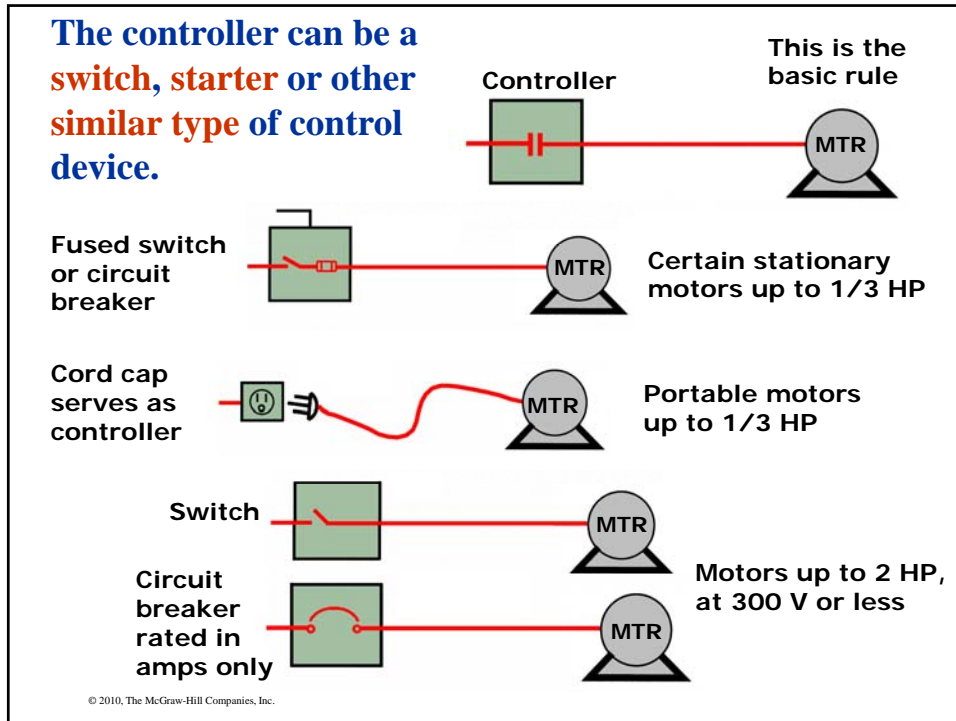 The controller can be a
switch, starter or other
similar type of control
device.
Controller
This is the
basic rule
MTR
Fused switch
or circuit
breaker
MTR
Certain stationary
motors up to 1/3 HP
Cord cap
serves as
controller
MTR
Portable motors
up to 1/3 HP
Switch
MTR
Circuit
breaker
rated in
amps only
MTR
Motors up to 2 HP,
at 300 V or less
© 2010, The McGraw-Hill Companies, Inc.